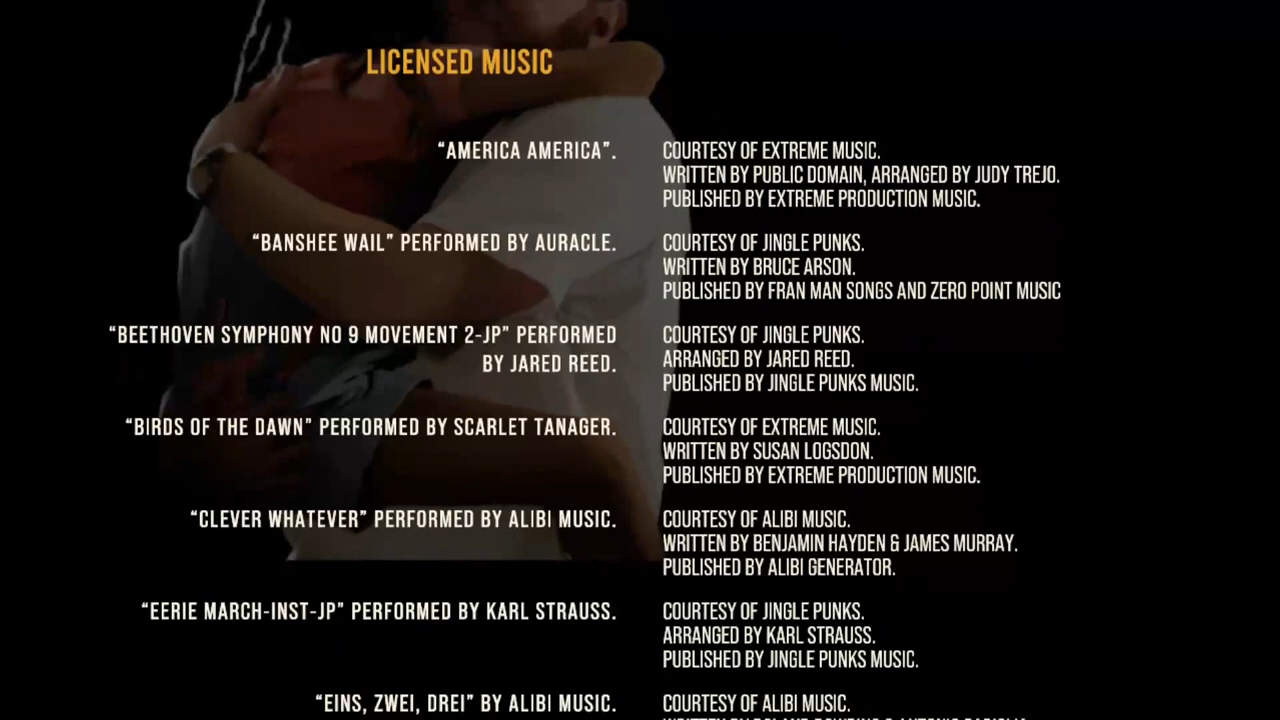 LICENSED MUSIC
“AMERICA AMERICA”.
COURTESY OF EXTREME MUSIC.
WRITTEN BY PUBLIC DOMAIN, ARRANGED BY JUDY TREJO.
PUBLISHED BY EXTREME PRODUCTION MUSIC.
“BANSHEE WAIL” PERFORMED BY AURACLE.
COURTESY OF JINGLE PUNKS.
WRITTEN BY BRUCE ARSON.
PUBLISHED BY FRAN MAN SONGS AND ZERO POINT MUSIC
“BEETHOVEN SYMPHONY NO 9 MOVEMENT 2-JP” PERFORMED
BY JARED REED.
COURTESY OF JINGLE PUNKS.
ARRANGED BY JARED REED.
PUBLISHED BY JINGLE PUNKS MUSIC.
“BIRDS OF THE DAWN” PERFORMED BY SCARLET TANAGER.
COURTESY OF EXTREME MUSIC.
WRITTEN BY SUSAN LOGSDON.
PUBLISHED BY EXTREME PRODUCTION MUSIC.
“CLEVER WHATEVER” PERFORMED BY ALIBI MUSIC.
COURTESY OF ALIBI MUSIC.
WRITTEN BY BENJAMIN HAYDEN & JAMES MURRAY.
PUBLISHED BY ALIBI GENERATOR.
“EERIE MARCH-INST-JP” PERFORMED BY KARL STRAUSS.
COURTESY OF JINGLE PUNKS.
ARRANGED BY KARL STRAUSS.
PUBLISHED BY JINGLE PUNKS MUSIC.
“EINS, ZWEI, DREI” BY ALIBI MUSIC.
COURTESY OF ALIBI MUSIC.